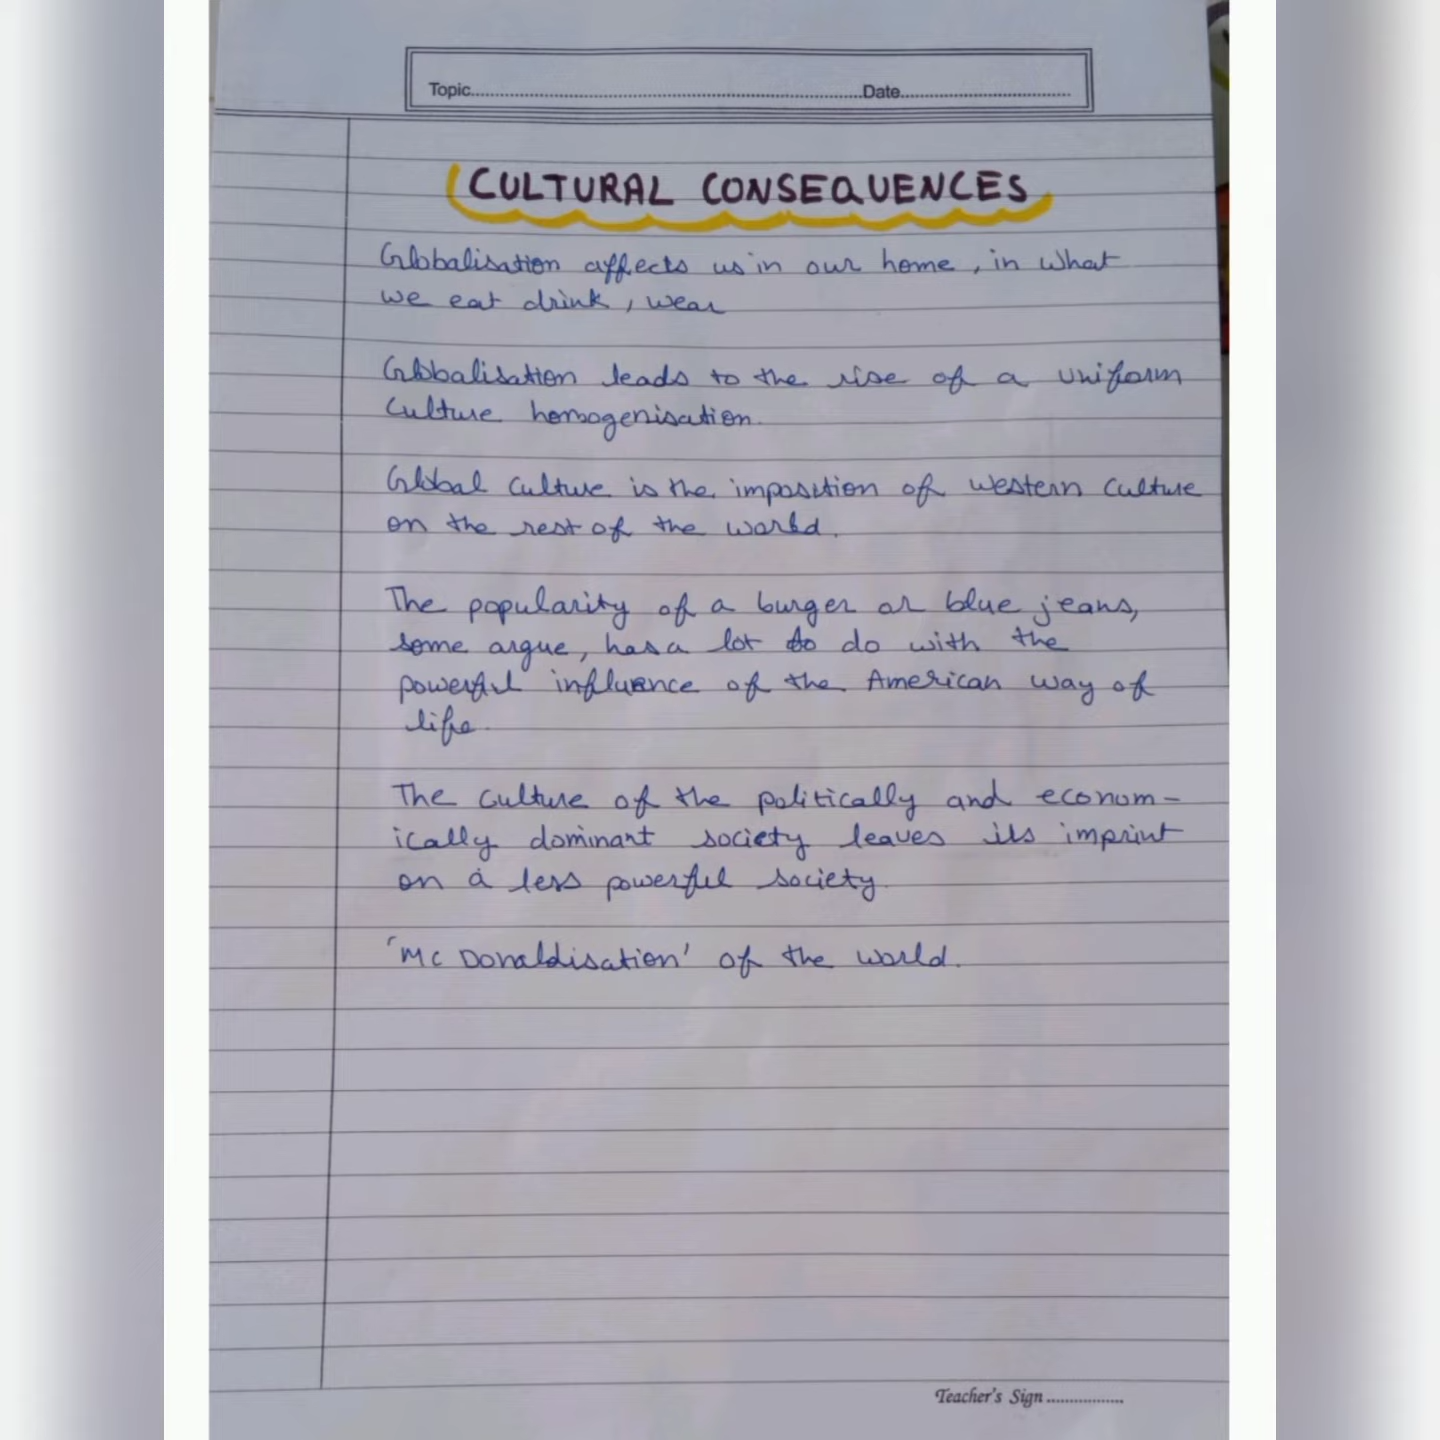 Topic........................Date........................
CULTURAL CONSEQUENCES
Globalisation affects us in our home, in what
we eat drink, wear
Globalisation leads to the rise of a uniform
culture homogenisation.
Global culture is the imposition of western culture
on the rest of the world.
The popularity of a burger or blue jeans,
some argue, has a lot to do with the
powerful influence of the American way of
life.
The culture of the politically and econom-
ically dominant society leaves its imprint
on a less powerful society.
'Mc Donaldisation' of the world.
Teacher's Sign .................